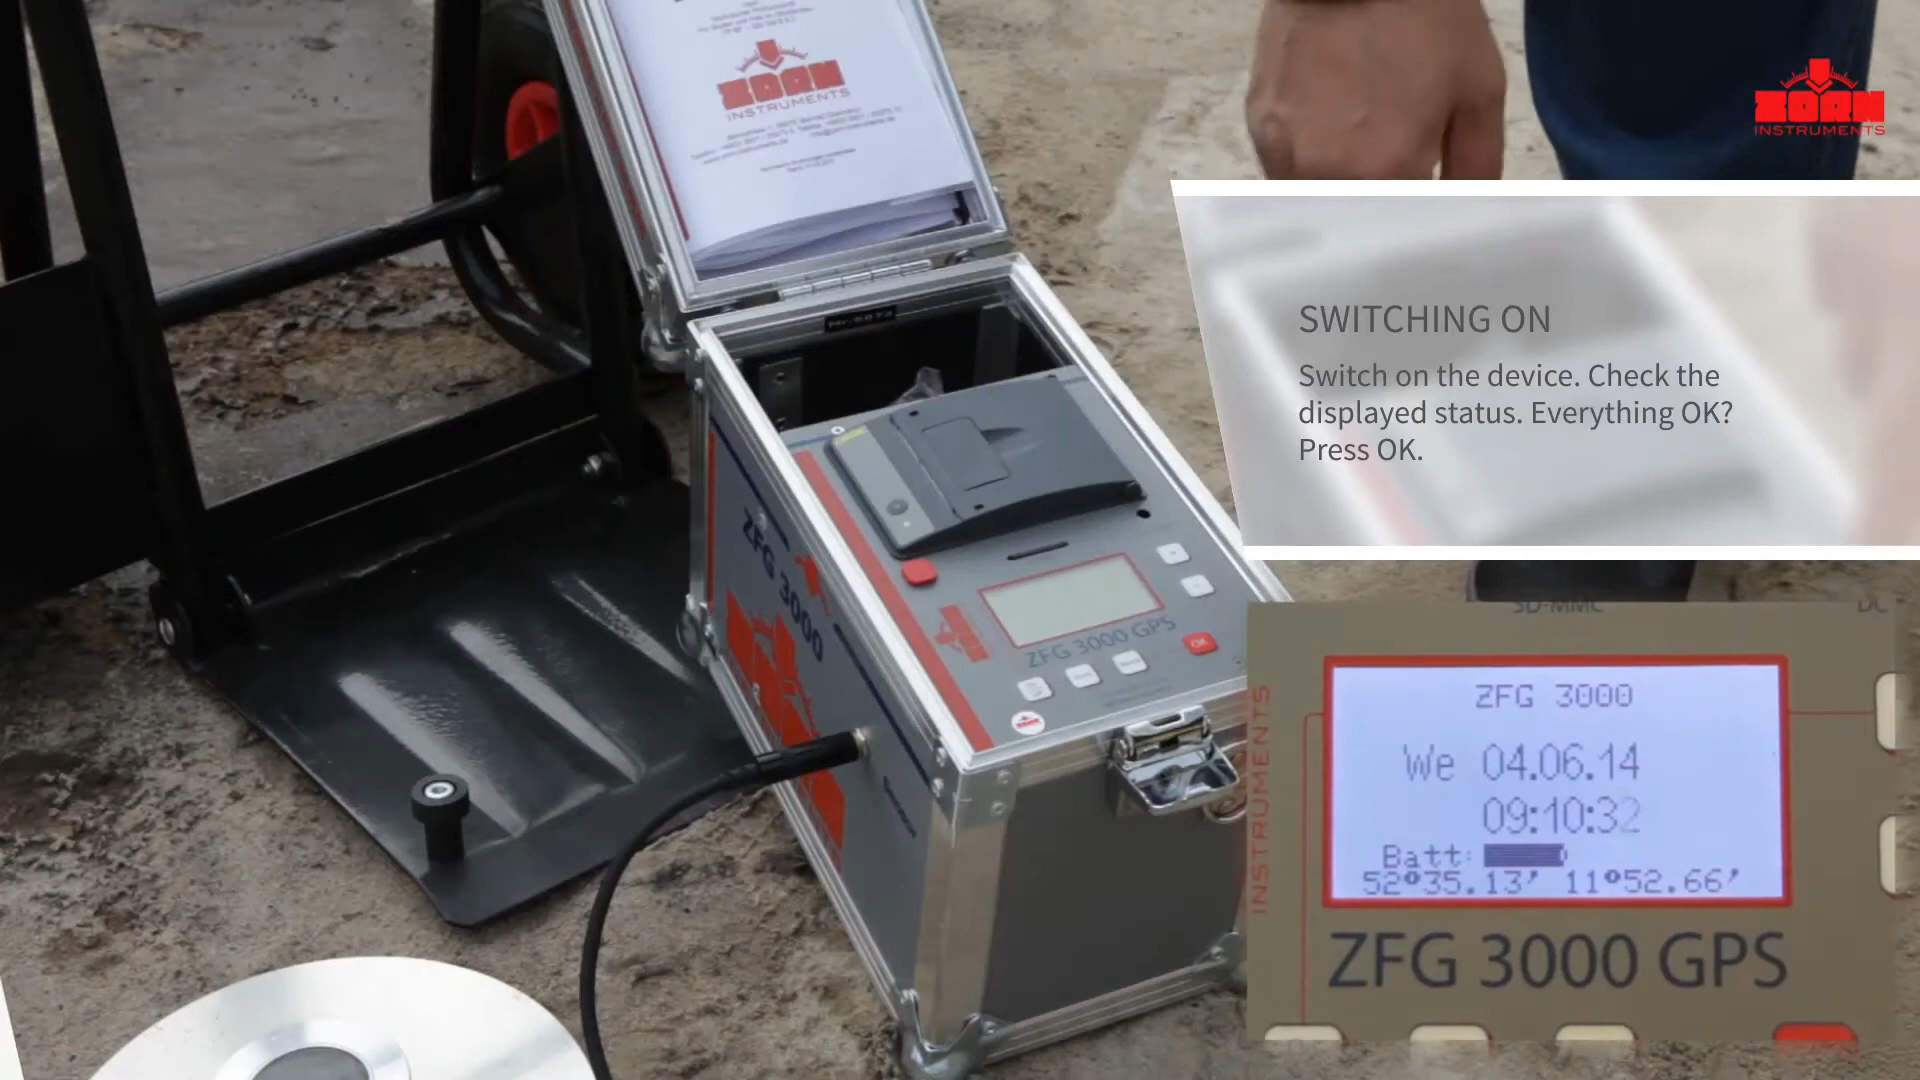 ZORN
INSTRUMENTS
ZORN
INSTRUMENTS
SWITCHING ON
Switch on the device. Check the
displayed status. Everything OK?
Press OK.
ZFG 3000
ZFG 3000 GPS
OK
SD-MMC
DC
INSTRUMENTS
ZFG 3000
We 04.06.14
09:10:32
Batt:
52°35.13' 11°52.66'
ZFG 3000 GPS